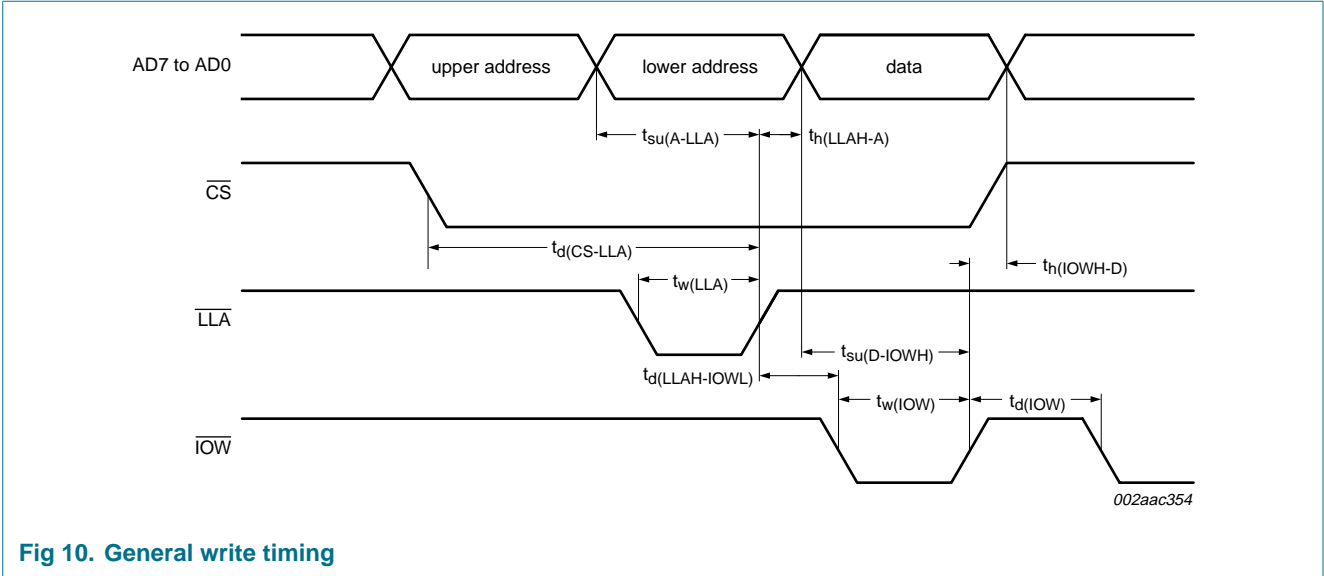 AD7 to AD0
upper address
lower address
data
tsu(A-LLA)
th(LLAH-A)
CS
td(CS-LLA)
th(IOWH-D)
tw(LLA)
LLA
tsu(D-IOWH)
td(LLAH-IOWL)
tw(IOW)
td(IOW)
IOW
002aac354
Fig 10. General write timing